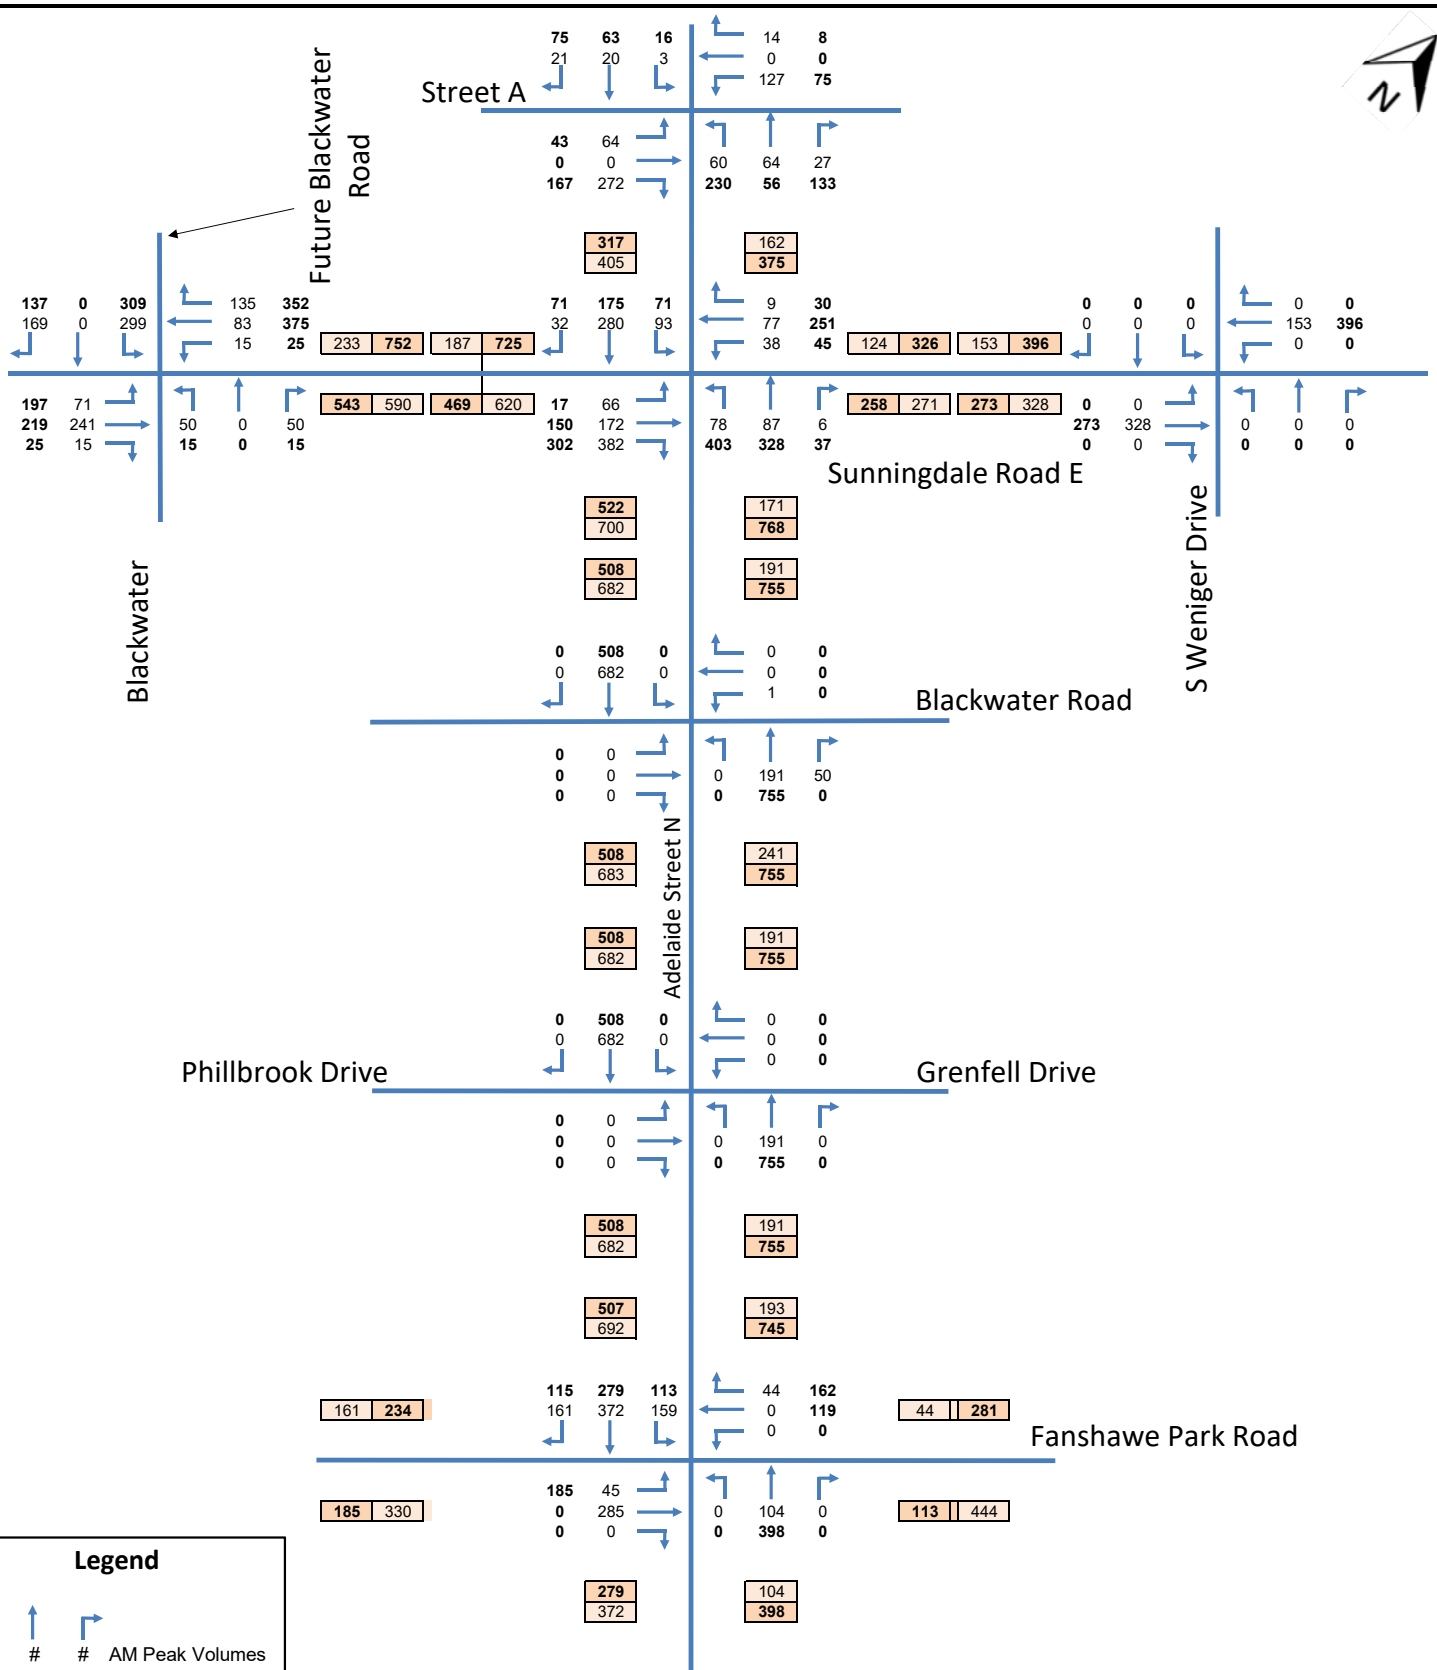 75 63 16 14 8
21 20 3 0 0
127 75
Street A
43 64
0 0 60 64 27
167 272 230 56 133
Future Blackwater
Road
317 162
405 375
137 0 309 135 352 71 175 71 9 30 0 0 0 0 0
169 0 299 83 375 32 280 93 77 251 0 0 0 153 396
15 25 233 752 187 725 38 45 124 326 153 396 0 0
197 71 543 590 469 620 17 66 258 271 273 328 0 0
219 241 50 0 50 150 172 78 87 6 273 328 0 0 0
25 15 15 0 15 302 382 403 328 37 0 0 0 0 0
Sunningdale Road E
S Weniger Drive
522 171
700 768
508 191
682 755
Blackwater
0 508 0 0 0
0 682 0 0 0
1 0
Blackwater Road
0 0
0 0 0 191 50
0 0 0 755 0
Adelaide Street N
508 241
683 755
508 191
682 755
0 508 0 0 0
0 682 0 0 0
0 0
Phillbrook Drive Grenfell Drive
0 0
0 0 0 191 0
0 0 0 755 0
508 191
682 755
507 193
692 745
115 279 113 44 162
161 234 161 372 159 0 119 44 281
0 0
Fanshawe Park Road
185 45
185 330 0 285 0 104 0 113 444
0 0 0 398 0
279 104
372 398
Legend
# # AM Peak Volumes
N